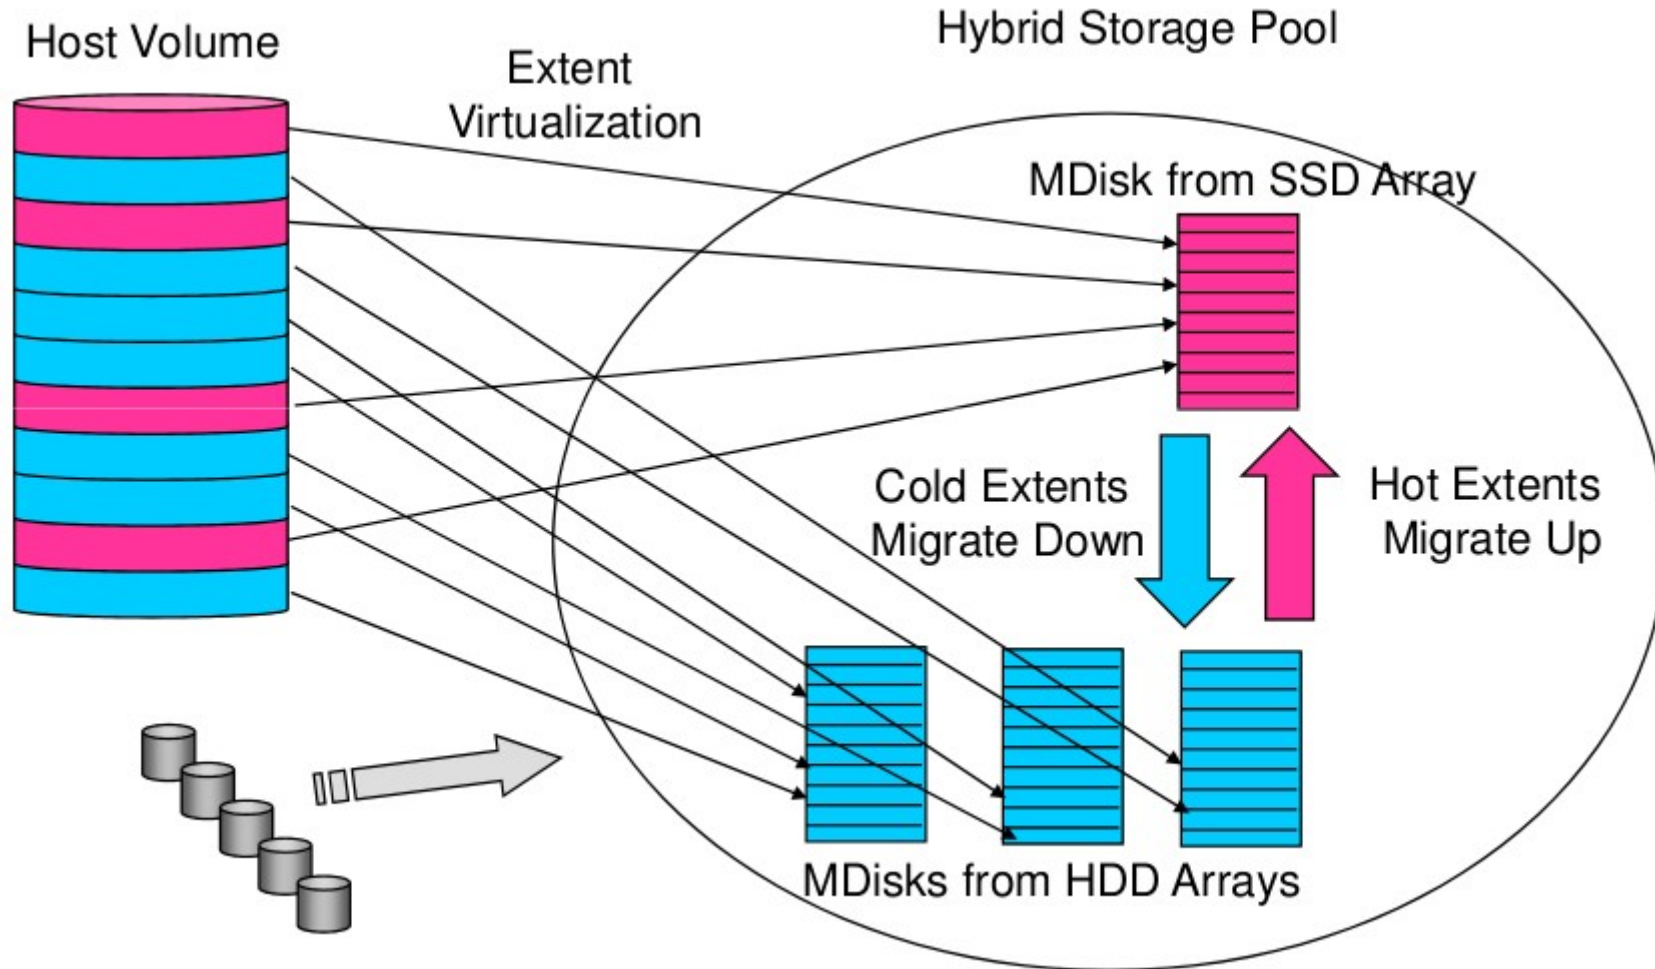 Host Volume
Hybrid Storage Pool
Extent
Virtualization
MDisk from SSD Array
Cold Extents
Migrate Down
Hot Extents
Migrate Up
MDisks from HDD Arrays